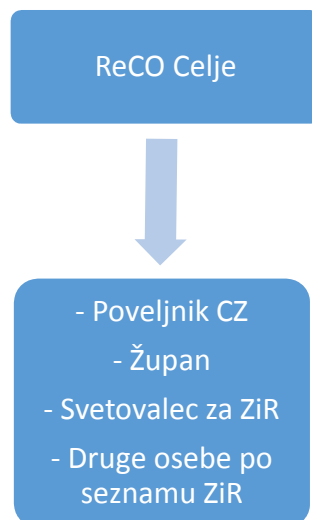 ReCO Celje
- Poveljnik CZ
- Župan
- Svetovalec za ZiR
- Druge osebe po
seznamu ZiR